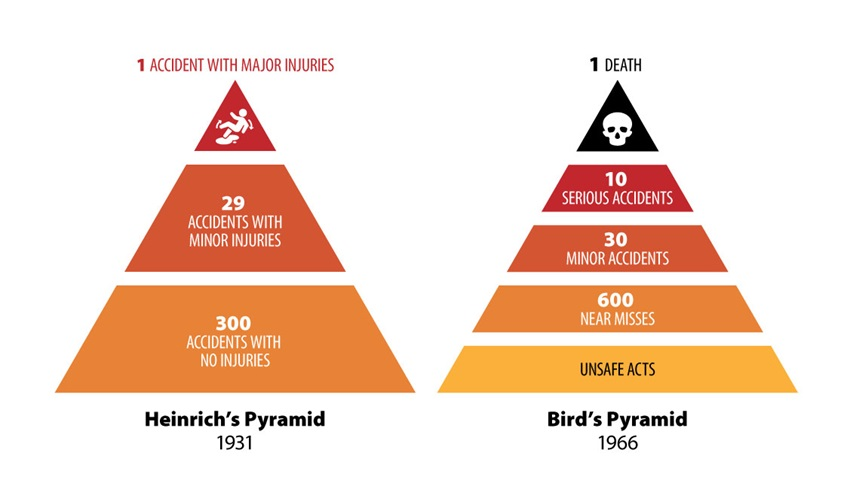 1 ACCIDENT WITH MAJOR INJURIES
29
ACCIDENTS WITH
MINOR INJURIES
300
ACCIDENTS WITH
NO INJURIES
Heinrich's Pyramid
1931
1 DEATH
10
SERIOUS ACCIDENTS
30
MINOR ACCIDENTS
600
NEAR MISSES
UNSAFE ACTS
Bird's Pyramid
1966